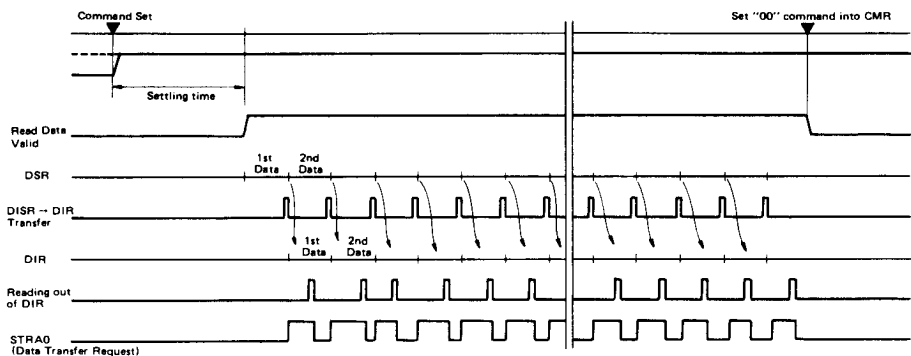 Command Set
Set "00" command into CMR
Settling time
Read Data
Valid
1st
Data
2nd
Data
DSR
DISR → DIR
Transfer
1st
Data
2nd
Data
DIR
Reading out
of DIR
STRA0
(Data Transfer Request)